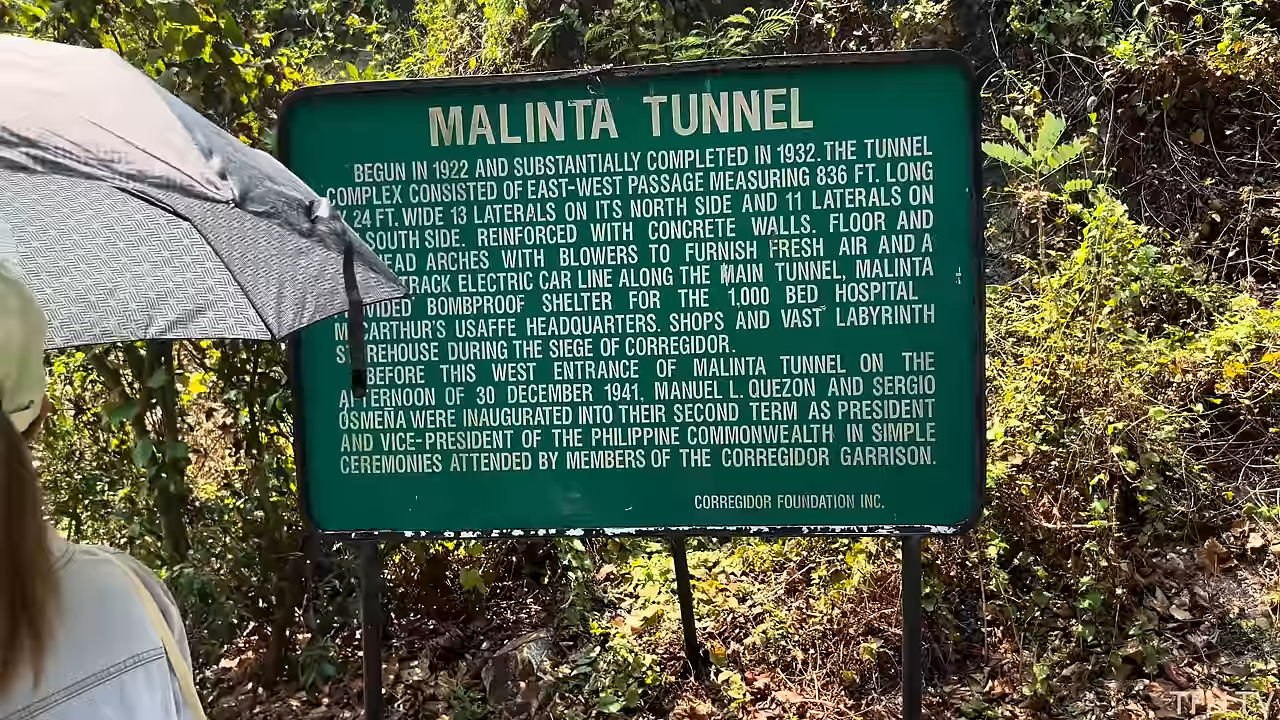 MALINTA TUNNEL
BEGUN IN 1922 AND SUBSTANTIALLY COMPLETED IN 1932. THE TUNNEL
COMPLEX CONSISTED OF EAST-WEST PASSAGE MEASURING 836 FT. LONG
X 24 FT. WIDE 13 LATERALS ON ITS NORTH SIDE AND 11 LATERALS ON
SOUTH SIDE. REINFORCED WITH CONCRETE WALLS. FLOOR AND
ARCHES WITH BLOWERS TO FURNISH FRESH AIR AND A
TRACK ELECTRIC CAR LINE ALONG THE MAIN TUNNEL, MALINTA
BOMBPROOF SHELTER FOR THE 1,000 BED HOSPITAL
McCARTHUR'S USAFFE HEADQUARTERS. SHOPS AND VAST LABYRINTH
STOREHOUSE DURING THE SIEGE OF CORREGIDOR.
BEFORE THIS WEST ENTRANCE OF MALINTA TUNNEL ON THE
AFTERNOON OF 30 DECEMBER 1941, MANUEL L. QUEZON AND SERGIO
OSMEÑA WERE INAUGURATED INTO THEIR SECOND TERM AS PRESIDENT
AND VICE-PRESIDENT OF THE PHILIPPINE COMMONWEALTH IN SIMPLE
CEREMONIES ATTENDED BY MEMBERS OF THE CORREGIDOR GARRISON.
CORREGIDOR FOUNDATION INC.